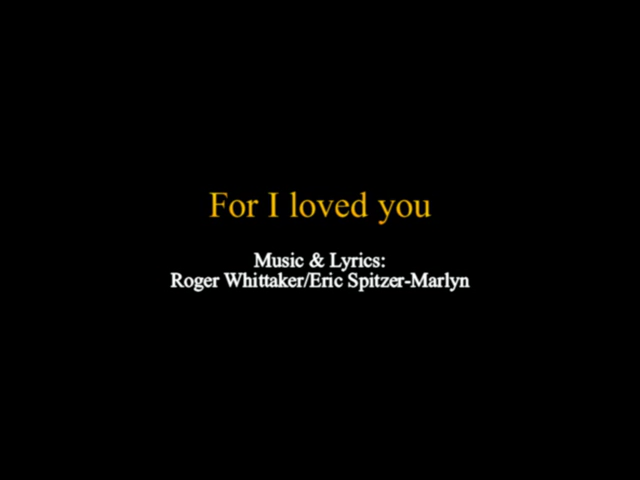 For I loved you
Music & Lyrics:
Roger Whittaker/Eric Spitzer-Marlyn